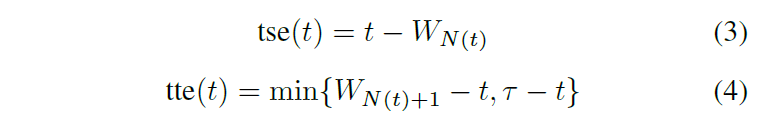 tse(t) = t − W_{N(t)} (3)
tte(t) = min{W_{N(t)+1} − t, τ − t} (4)